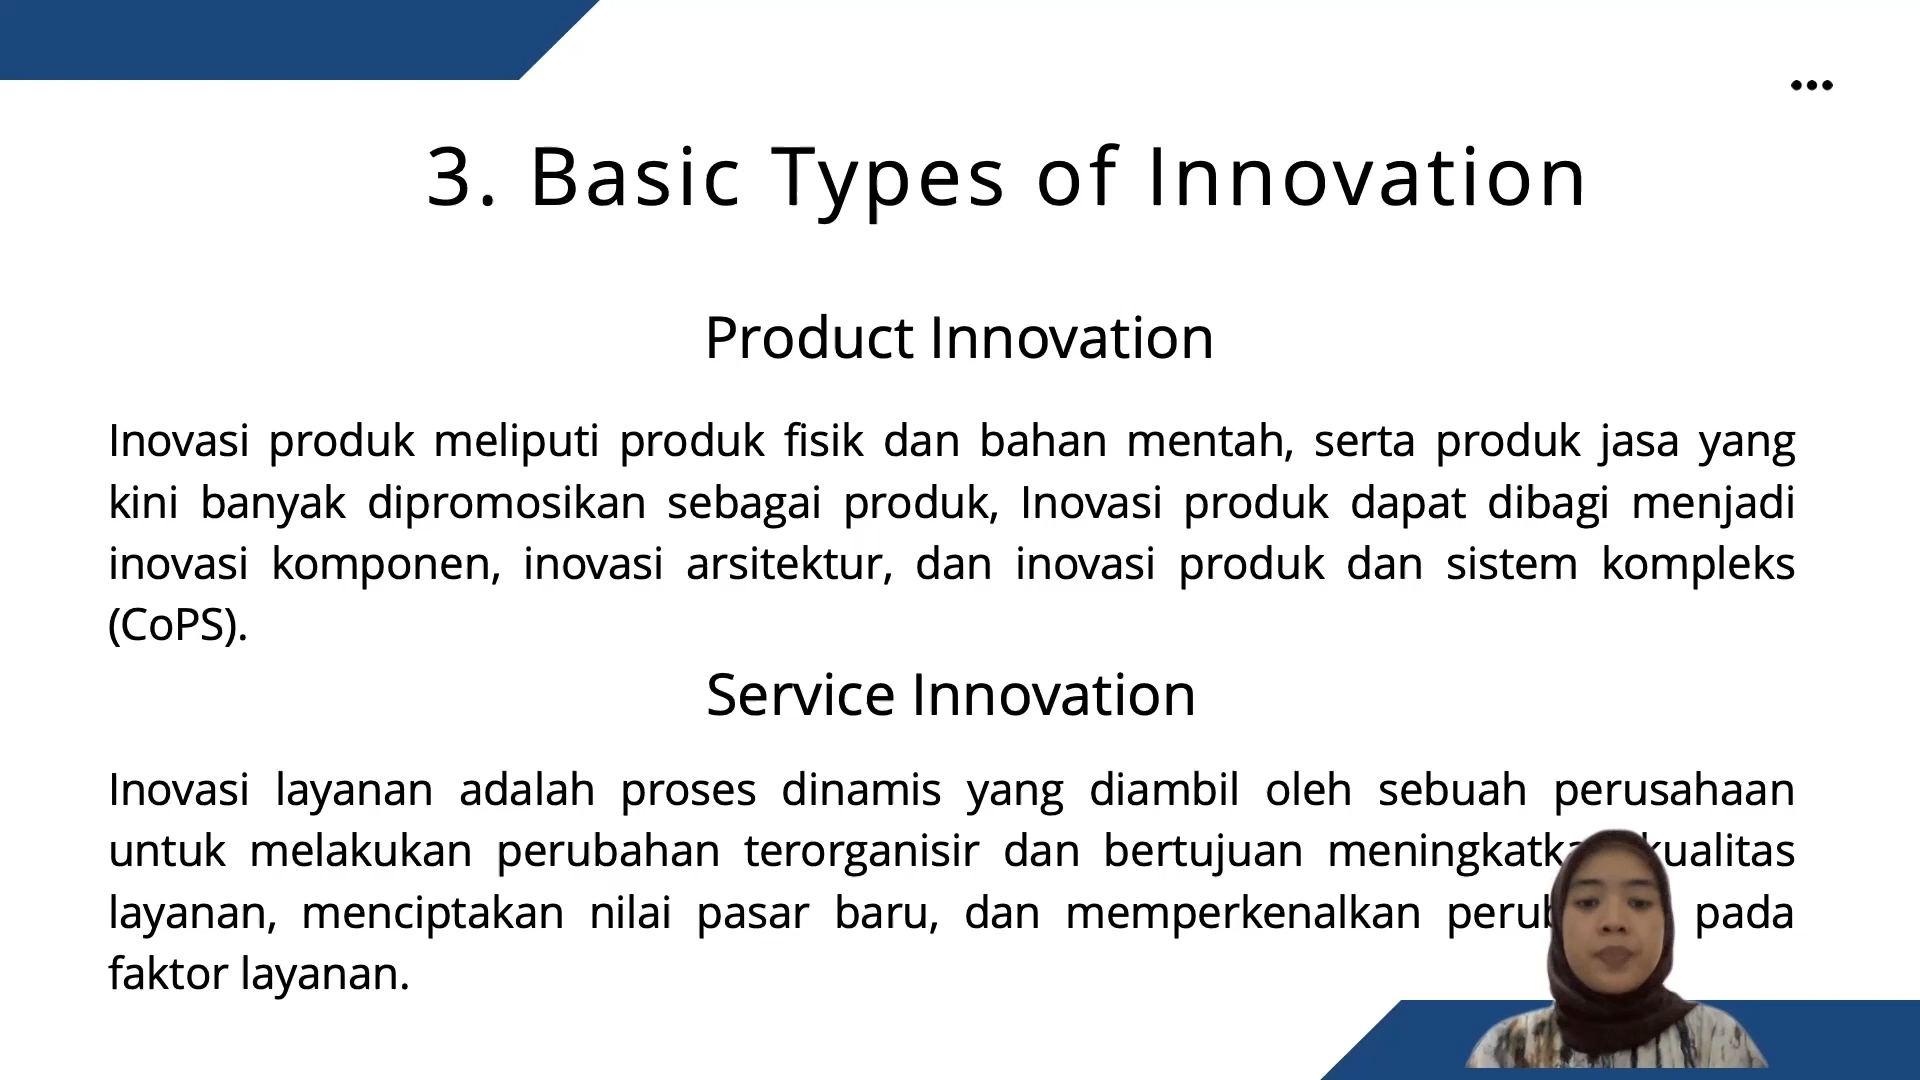 3. Basic Types of Innovation
Product Innovation
Inovasi produk meliputi produk fisik dan bahan mentah, serta produk jasa yang
kini banyak dipromosikan sebagai produk, Inovasi produk dapat dibagi menjadi
inovasi komponen, inovasi arsitektur, dan inovasi produk dan sistem kompleks
(CoPS).
Service Innovation
Inovasi layanan adalah proses dinamis yang diambil oleh sebuah perusahaan
untuk melakukan perubahan terorganisir dan bertujuan kualitas
layanan, menciptakan nilai pasar baru, dan memperkenalkan pada
faktor layanan.